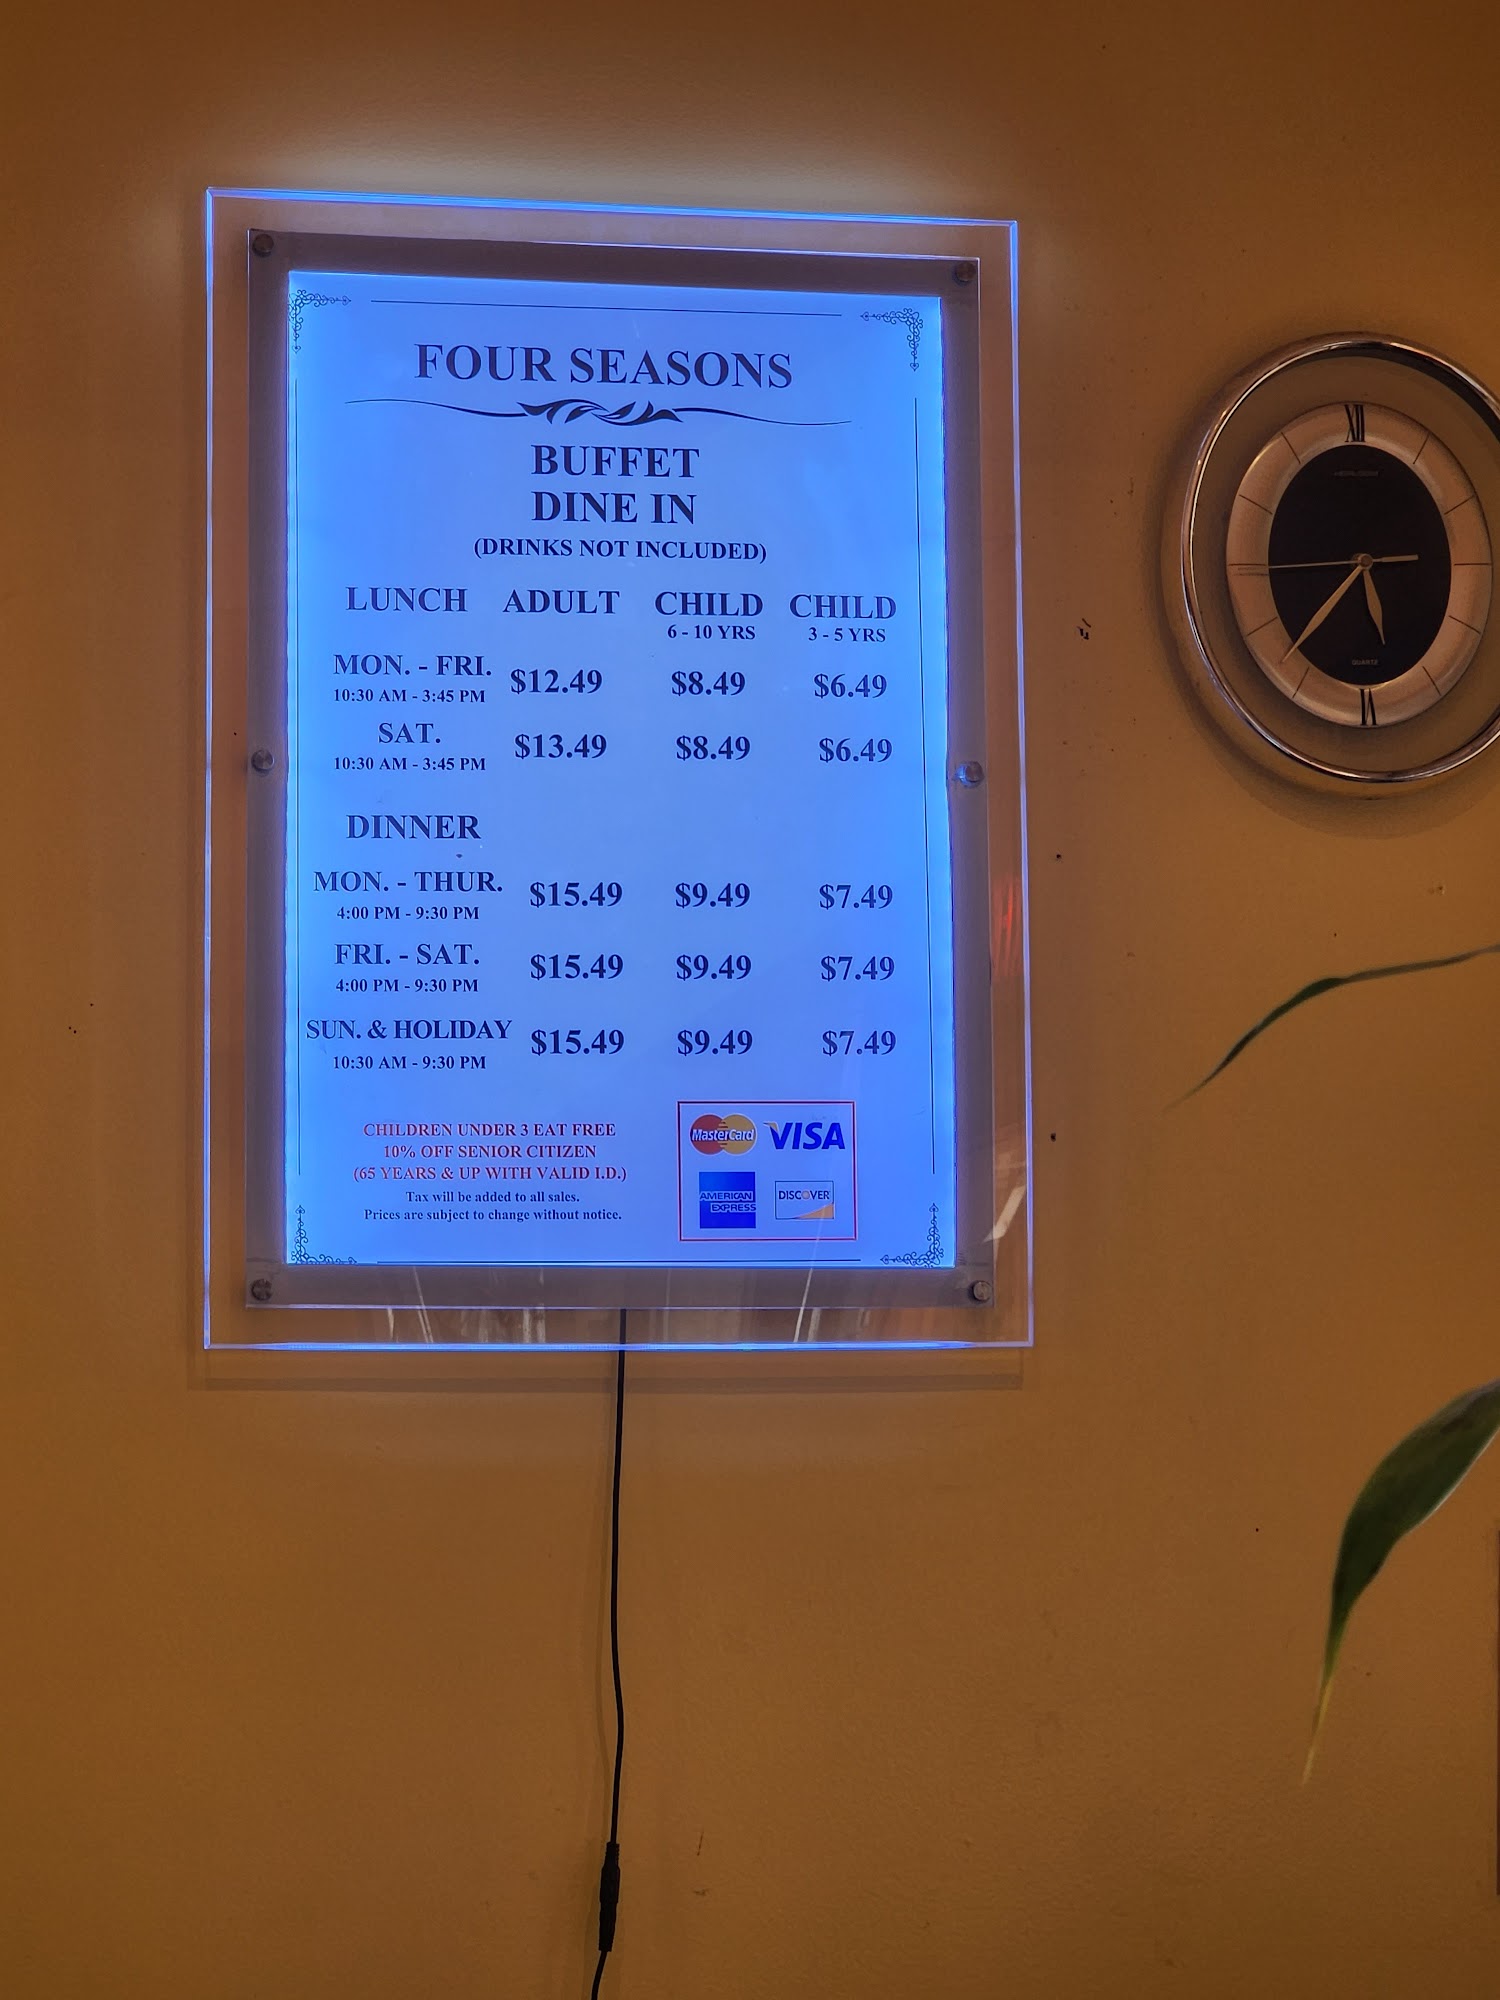 FOUR SEASONS
BUFFET
DINE IN
(DRINKS NOT INCLUDED)
LUNCH ADULT CHILD CHILD
6 - 10 YRS 3 - 5 YRS
MON. - FRI. $12.49 $8.49 $6.49
10:30 AM - 3:45 PM
SAT. $13.49 $8.49 $6.49
10:30 AM - 3:45 PM
DINNER
MON. - THUR. $15.49 $9.49 $7.49
4:00 PM - 9:30 PM
FRI. - SAT. $15.49 $9.49 $7.49
4:00 PM - 9:30 PM
SUN. & HOLIDAY $15.49 $9.49 $7.49
10:30 AM - 9:30 PM
CHILDREN UNDER 3 EAT FREE
10% OFF SENIOR CITIZEN
(65 YEARS & UP WITH VALID I.D.)
Tax will be added to all sales.
Prices are subject to change without notice.
MasterCard VISA
AMERICAN EXPRESS DISCOVER
XII
QUARTZ
VI